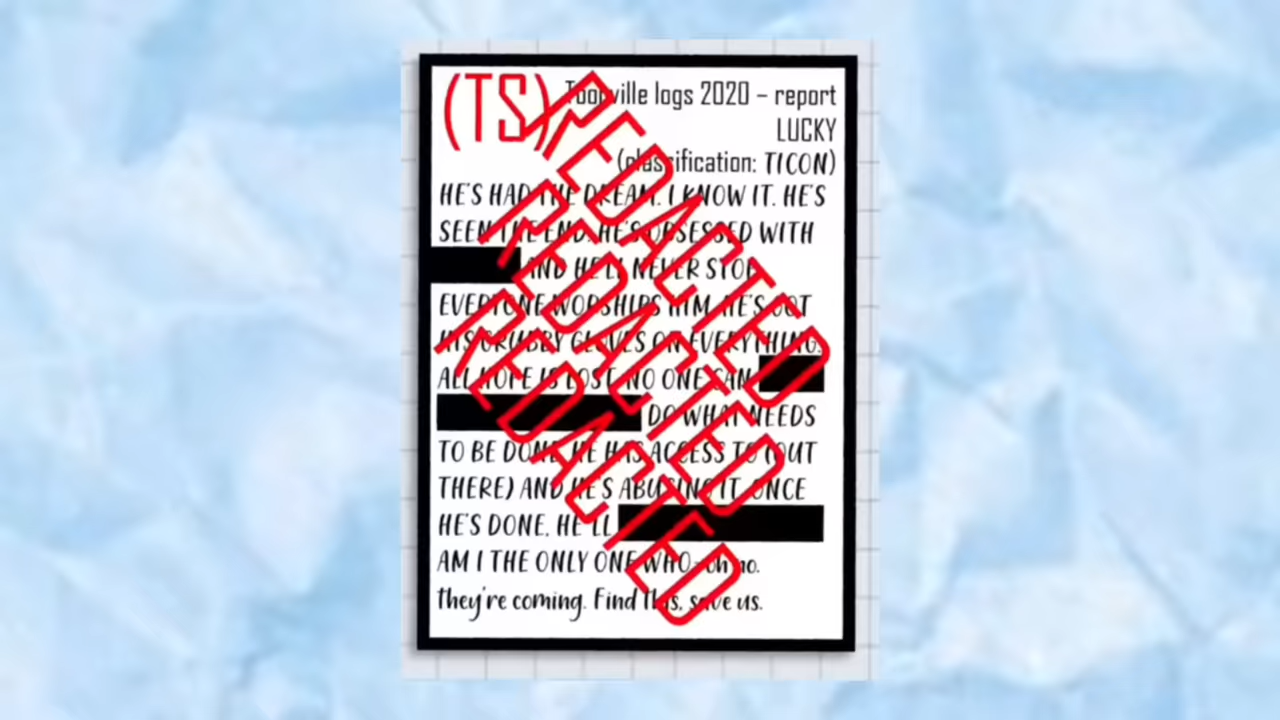 (TS) Toonville logs 2020 – report
LUCKY
(classification: TICON)
HE'S HAD THE DREAM. I KNOW IT. HE'S
SEEN THE END. HE'S OBSESSED WITH
AND HE'LL NEVER STOP
EVERYONE WORSHIPS HIM. HE'S GOT
HIS GRUBBY GLOVES ON EVERYTHING.
ALL HOPE IS LOST. NO ONE CAN
DO WHAT NEEDS
TO BE DONE. HE HAS ACCESS TO (OUT
THERE) AND HE'S ABUSING IT. ONCE
HE'S DONE, HE'LL
AM I THE ONLY ONE WHO- oh no.
they're coming. Find this, save us.
REDACTED
REDACTED
REDACTED